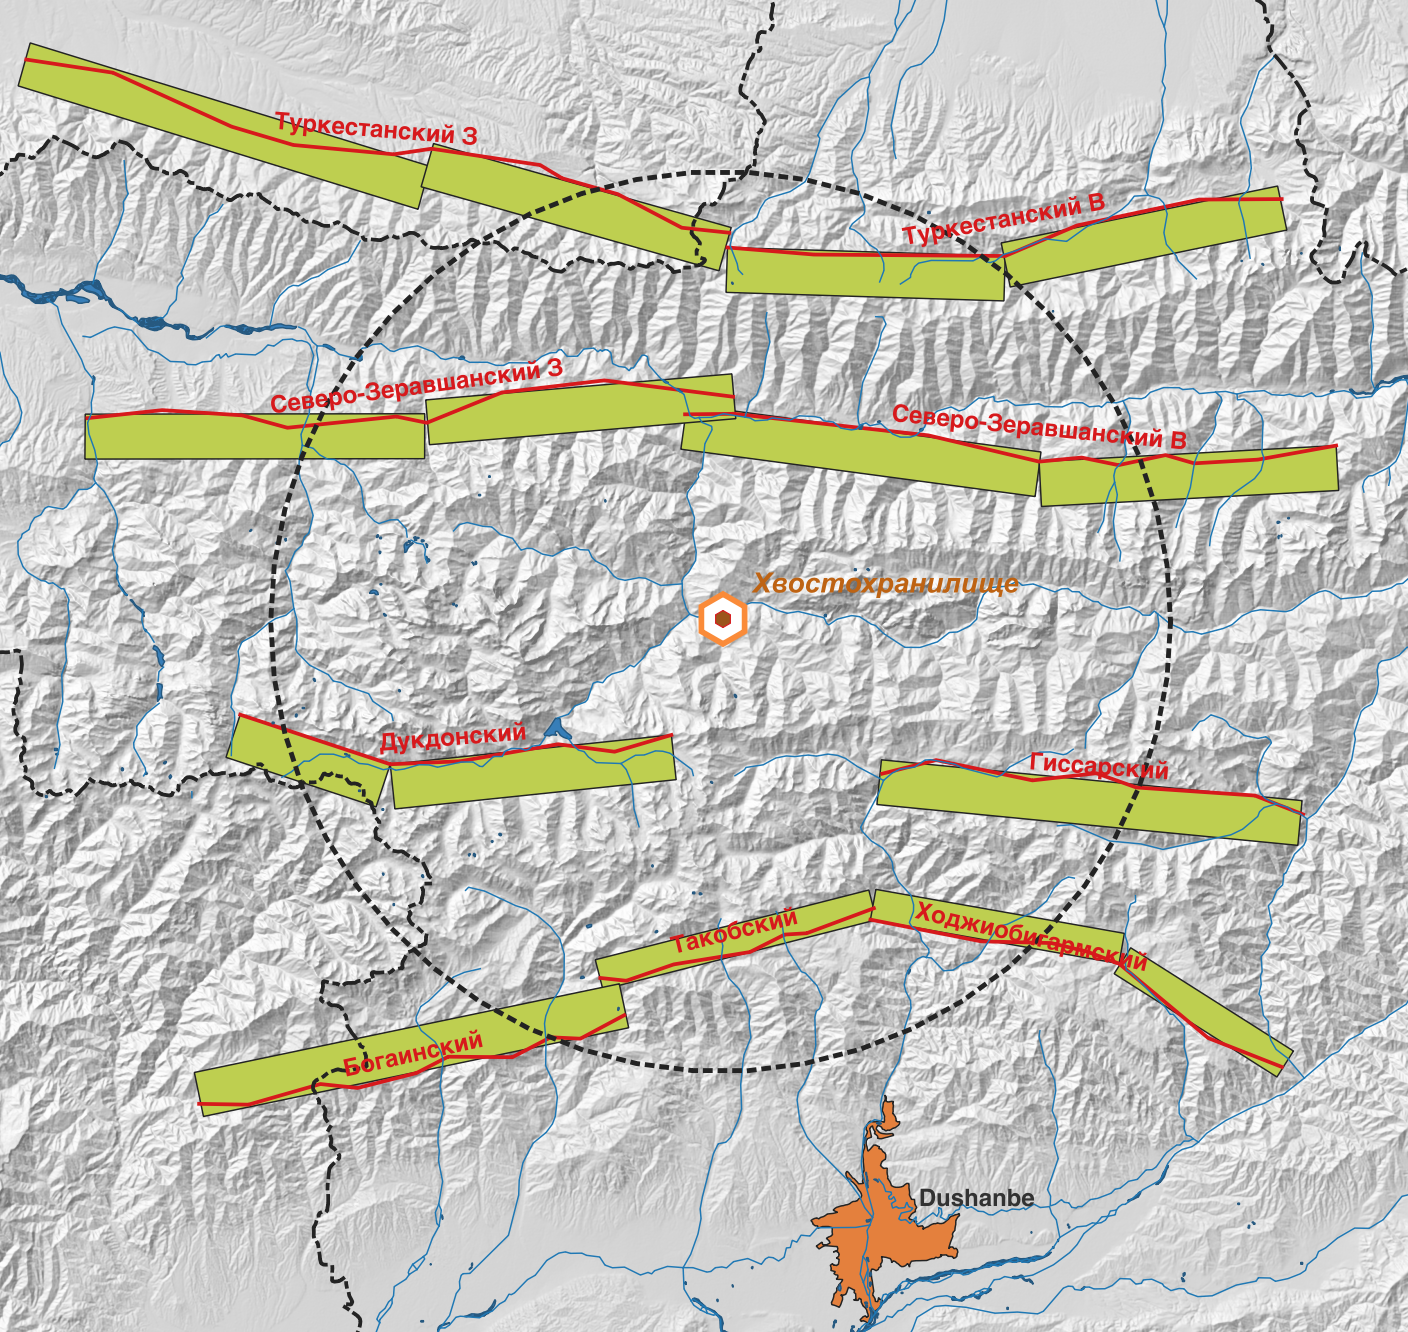 Туркестанский З
Туркестанский В
Северо-Зеравшанский З
Северо-Зеравшанский В
Хвостохранилище
Дукдонский
Гиссарский
Такобский
Ходжиобигармский
Богаинский
Dushanbe